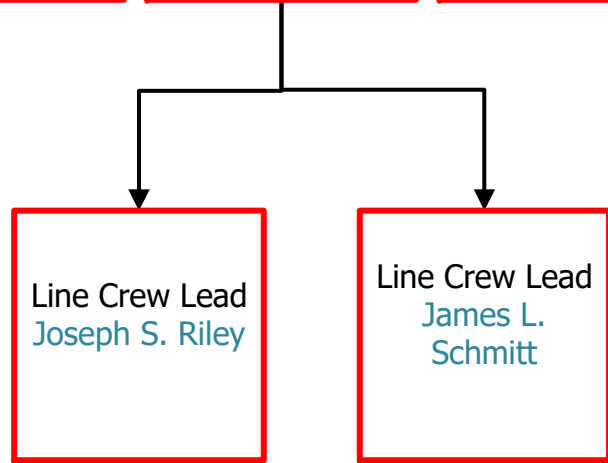 Line Crew Lead
Joseph S. Riley
Line Crew Lead
James L.
Schmitt